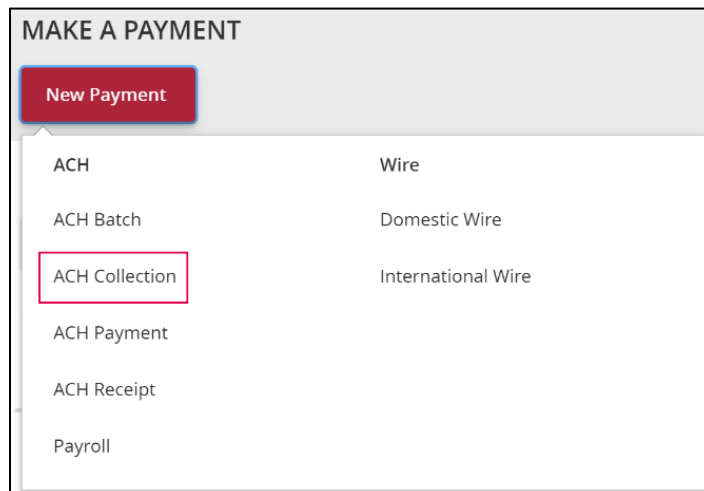 MAKE A PAYMENT
New Payment
ACH
Wire
ACH Batch
Domestic Wire
ACH Collection
International Wire
ACH Payment
ACH Receipt
Payroll